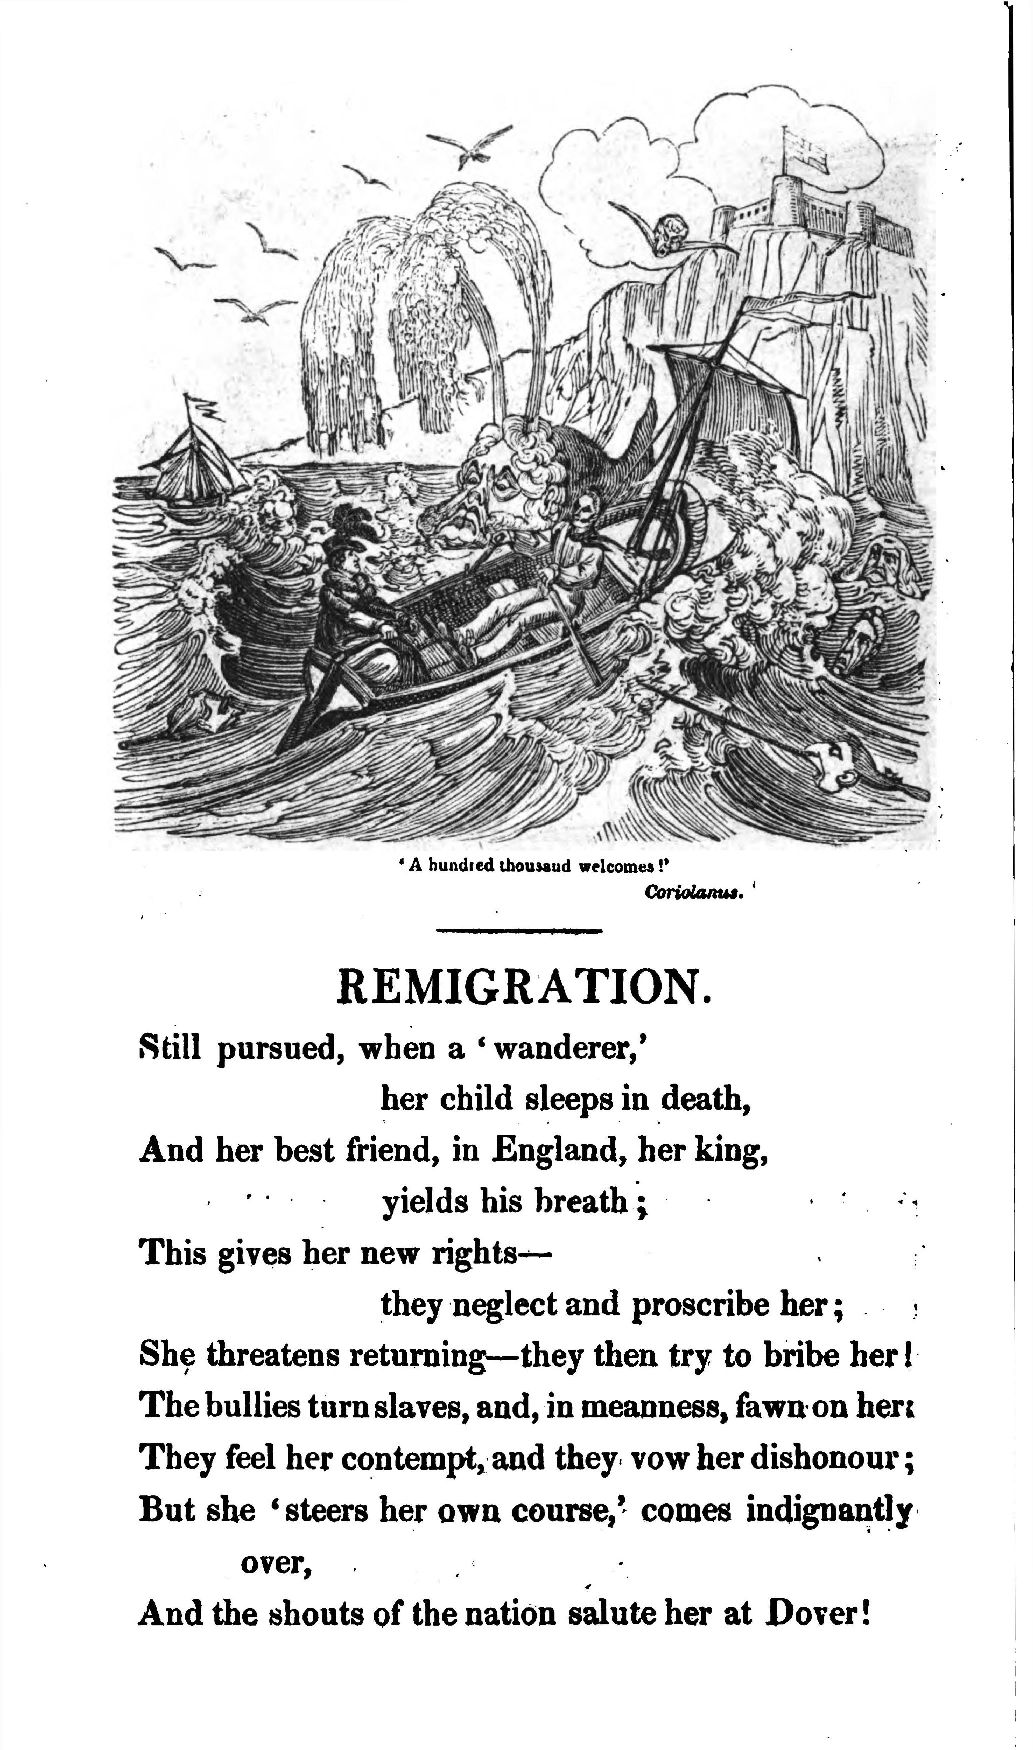 ‘A hundred thousand welcomes!’
Coriolanus.
REMIGRATION.
Still pursued, when a ‘wanderer,’
her child sleeps in death,
And her best friend, in England, her king,
yields his breath;
This gives her new rights—
they neglect and proscribe her;
She threatens returning—they then try to bribe her!
The bullies turn slaves, and, in meanness, fawn on her:
They feel her contempt, and they vow her dishonour;
But she ‘steers her own course,’ comes indignantly
over,
And the shouts of the nation salute her at Dover!